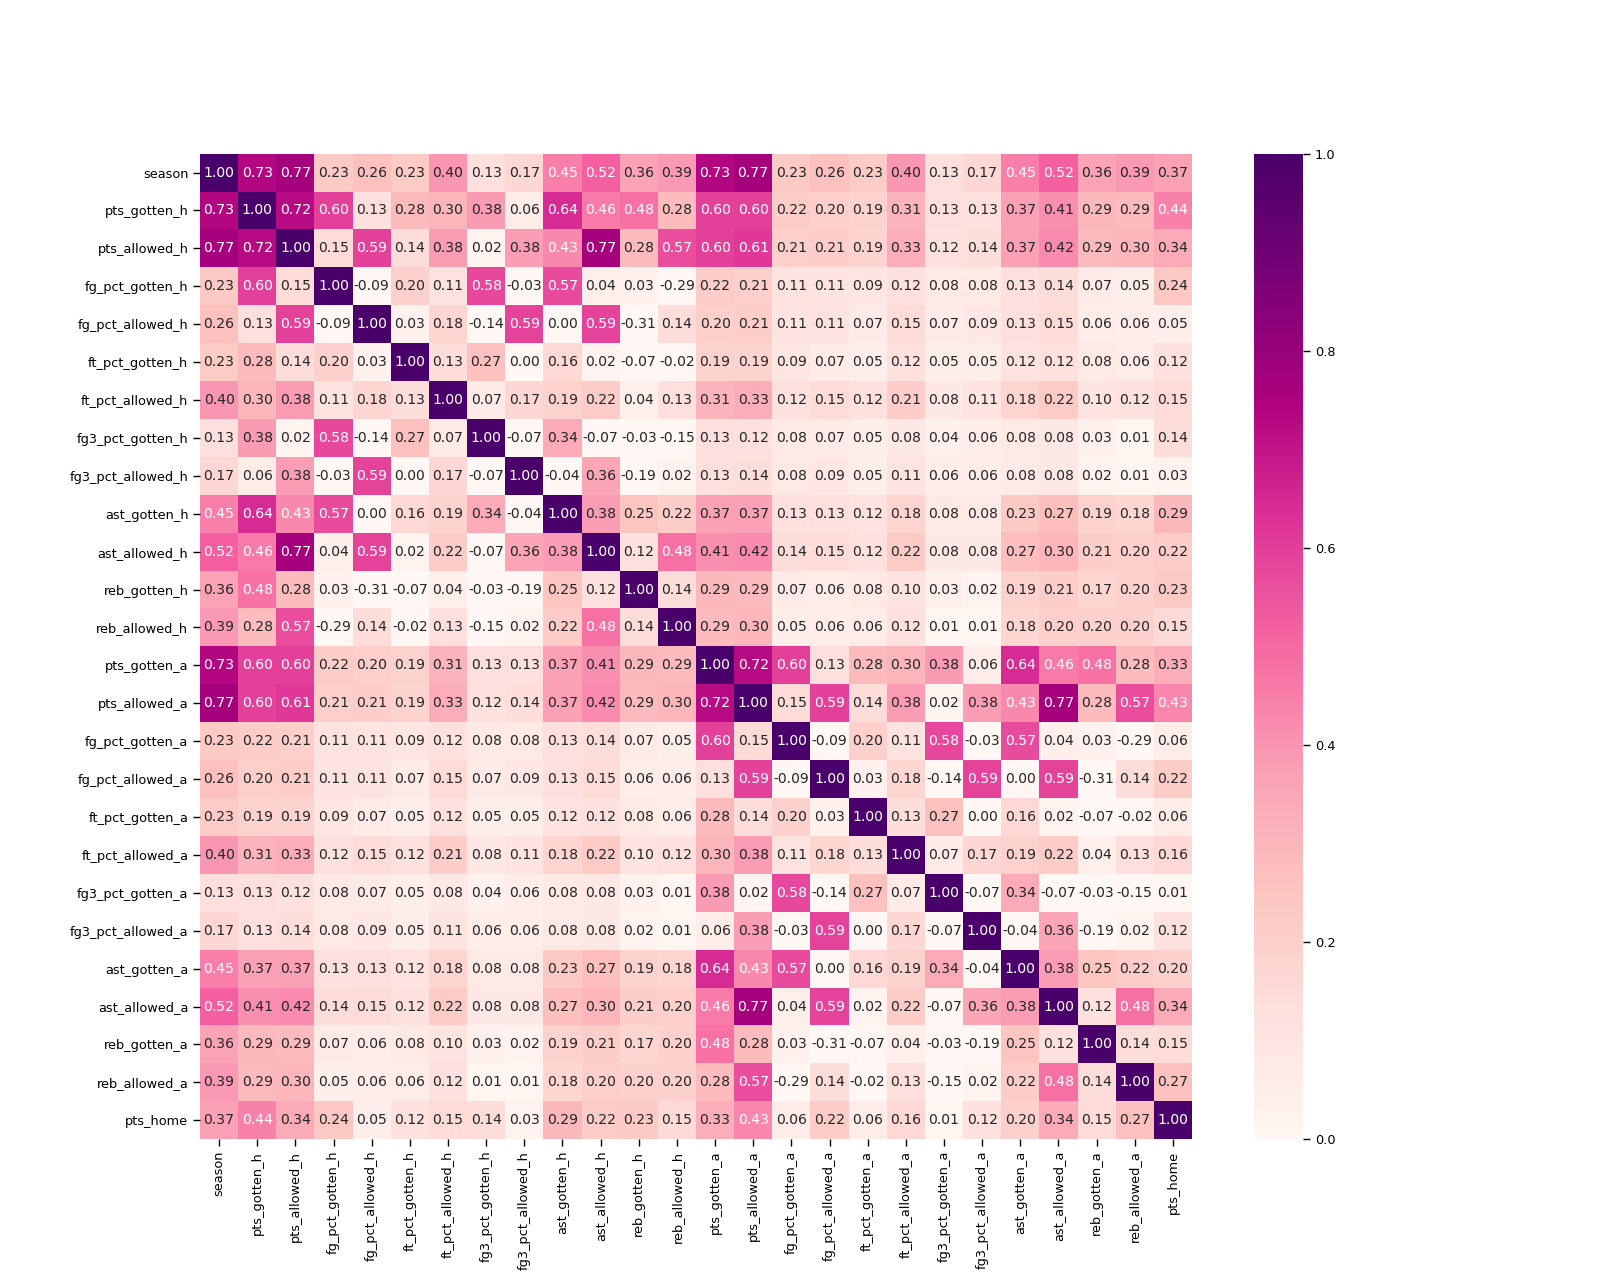 season 1.00 0.73 0.77 0.23 0.26 0.23 0.40 0.13 0.17 0.45 0.52 0.36 0.39 0.73 0.77 0.23 0.26 0.23 0.40 0.13 0.17 0.45 0.52 0.36 0.39 0.37 1.0
pts_gotten_h 0.73 1.00 0.72 0.60 0.13 0.28 0.30 0.38 0.06 0.64 0.46 0.48 0.28 0.60 0.60 0.22 0.20 0.19 0.31 0.13 0.13 0.37 0.41 0.29 0.29 0.44
pts_allowed_h 0.77 0.72 1.00 0.15 0.59 0.14 0.38 0.02 0.38 0.43 0.77 0.28 0.57 0.60 0.61 0.21 0.21 0.19 0.33 0.12 0.14 0.37 0.42 0.29 0.30 0.34
fg_pct_gotten_h 0.23 0.60 0.15 1.00 -0.09 0.20 0.11 0.58 -0.03 0.57 0.04 0.03 -0.29 0.22 0.21 0.11 0.11 0.09 0.12 0.08 0.08 0.13 0.14 0.07 0.05 0.24
fg_pct_allowed_h 0.26 0.13 0.59 -0.09 1.00 0.03 0.18 -0.14 0.59 0.00 0.59 -0.31 0.14 0.20 0.21 0.11 0.11 0.07 0.15 0.07 0.09 0.13 0.15 0.06 0.06 0.05
0.8
ft_pct_gotten_h 0.23 0.28 0.14 0.20 0.03 1.00 0.13 0.27 0.00 0.16 0.02 -0.07 -0.02 0.19 0.19 0.09 0.07 0.05 0.12 0.05 0.05 0.12 0.12 0.08 0.06 0.12
ft_pct_allowed_h 0.40 0.30 0.38 0.11 0.18 0.13 1.00 0.07 0.17 0.19 0.22 0.04 0.13 0.31 0.33 0.12 0.15 0.12 0.21 0.08 0.11 0.18 0.22 0.10 0.12 0.15
fg3_pct_gotten_h 0.13 0.38 0.02 0.58 -0.14 0.27 0.07 1.00 -0.07 0.34 -0.07 -0.03 -0.15 0.13 0.12 0.08 0.07 0.05 0.08 0.04 0.06 0.08 0.08 0.03 0.01 0.14
fg3_pct_allowed_h 0.17 0.06 0.38 -0.03 0.59 0.00 0.17 -0.07 1.00 -0.04 0.36 -0.19 0.02 0.13 0.14 0.08 0.09 0.05 0.11 0.06 0.06 0.08 0.08 0.02 0.01 0.03
ast_gotten_h 0.45 0.64 0.43 0.57 0.00 0.16 0.19 0.34 -0.04 1.00 0.38 0.25 0.22 0.37 0.37 0.13 0.13 0.12 0.18 0.08 0.08 0.23 0.27 0.19 0.18 0.29
ast_allowed_h 0.52 0.46 0.77 0.04 0.59 0.02 0.22 -0.07 0.36 0.38 1.00 0.12 0.48 0.41 0.42 0.14 0.15 0.12 0.22 0.08 0.08 0.27 0.30 0.21 0.20 0.22
0.6
reb_gotten_h 0.36 0.48 0.28 0.03 -0.31 -0.07 0.04 -0.03 -0.19 0.25 0.12 1.00 0.14 0.29 0.29 0.07 0.06 0.08 0.10 0.03 0.02 0.19 0.21 0.17 0.20 0.23
reb_allowed_h 0.39 0.28 0.57 -0.29 0.14 -0.02 0.13 -0.15 0.02 0.22 0.48 0.14 1.00 0.29 0.30 0.05 0.06 0.06 0.12 0.01 0.01 0.18 0.20 0.20 0.20 0.15
pts_gotten_a 0.73 0.60 0.60 0.22 0.20 0.19 0.31 0.13 0.13 0.37 0.41 0.29 0.29 1.00 0.72 0.60 0.13 0.28 0.30 0.38 0.06 0.64 0.46 0.48 0.28 0.33
pts_allowed_a 0.77 0.60 0.61 0.21 0.21 0.19 0.33 0.12 0.14 0.37 0.42 0.29 0.30 0.72 1.00 0.15 0.59 0.14 0.38 0.02 0.38 0.43 0.77 0.28 0.57 0.43
fg_pct_gotten_a 0.23 0.22 0.21 0.11 0.11 0.09 0.12 0.08 0.08 0.13 0.14 0.07 0.05 0.60 0.15 1.00 -0.09 0.20 0.11 0.58 -0.03 0.57 0.04 0.03 -0.29 0.06
0.4
fg_pct_allowed_a 0.26 0.20 0.21 0.11 0.11 0.07 0.15 0.07 0.09 0.13 0.15 0.06 0.06 0.13 0.59 -0.09 1.00 0.03 0.18 -0.14 0.59 0.00 0.59 -0.31 0.14 0.22
ft_pct_gotten_a 0.23 0.19 0.19 0.09 0.07 0.05 0.12 0.05 0.05 0.12 0.12 0.08 0.06 0.28 0.14 0.20 0.03 1.00 0.13 0.27 0.00 0.16 0.02 -0.07 -0.02 0.06
ft_pct_allowed_a 0.40 0.31 0.33 0.12 0.15 0.12 0.21 0.08 0.11 0.18 0.22 0.10 0.12 0.30 0.38 0.11 0.18 0.13 1.00 0.07 0.17 0.19 0.22 0.04 0.13 0.16
fg3_pct_gotten_a 0.13 0.13 0.12 0.08 0.07 0.05 0.08 0.04 0.06 0.08 0.08 0.03 0.01 0.38 0.02 0.58 -0.14 0.27 0.07 1.00 -0.07 0.34 -0.07 -0.03 -0.15 0.01
fg3_pct_allowed_a 0.17 0.13 0.14 0.08 0.09 0.05 0.11 0.06 0.06 0.08 0.08 0.02 0.01 0.06 0.38 -0.03 0.59 0.00 0.17 -0.07 1.00 -0.04 0.36 -0.19 0.02 0.12
0.2
ast_gotten_a 0.45 0.37 0.37 0.13 0.13 0.12 0.18 0.08 0.08 0.23 0.27 0.19 0.18 0.64 0.43 0.57 0.00 0.16 0.19 0.34 -0.04 1.00 0.38 0.25 0.22 0.20
ast_allowed_a 0.52 0.41 0.42 0.14 0.15 0.12 0.22 0.08 0.08 0.27 0.30 0.21 0.20 0.46 0.77 0.04 0.59 0.02 0.22 -0.07 0.36 0.38 1.00 0.12 0.48 0.34
reb_gotten_a 0.36 0.29 0.29 0.07 0.06 0.08 0.10 0.03 0.02 0.19 0.21 0.17 0.20 0.48 0.28 0.03 -0.31 -0.07 0.04 -0.03 -0.19 0.25 0.12 1.00 0.14 0.15
reb_allowed_a 0.39 0.29 0.30 0.05 0.06 0.06 0.12 0.01 0.01 0.18 0.20 0.20 0.20 0.28 0.57 -0.29 0.14 -0.02 0.13 -0.15 0.02 0.22 0.48 0.14 1.00 0.27
pts_home 0.37 0.44 0.34 0.24 0.05 0.12 0.15 0.14 0.03 0.29 0.22 0.23 0.15 0.33 0.43 0.06 0.22 0.06 0.16 0.01 0.12 0.20 0.34 0.15 0.27 1.00
0.0
season
pts_gotten_h
pts_allowed_h
fg_pct_gotten_h
fg_pct_allowed_h
ft_pct_gotten_h
ft_pct_allowed_h
fg3_pct_gotten_h
fg3_pct_allowed_h
ast_gotten_h
ast_allowed_h
reb_gotten_h
reb_allowed_h
pts_gotten_a
pts_allowed_a
fg_pct_gotten_a
fg_pct_allowed_a
ft_pct_gotten_a
ft_pct_allowed_a
fg3_pct_gotten_a
fg3_pct_allowed_a
ast_gotten_a
ast_allowed_a
reb_gotten_a
reb_allowed_a
pts_home